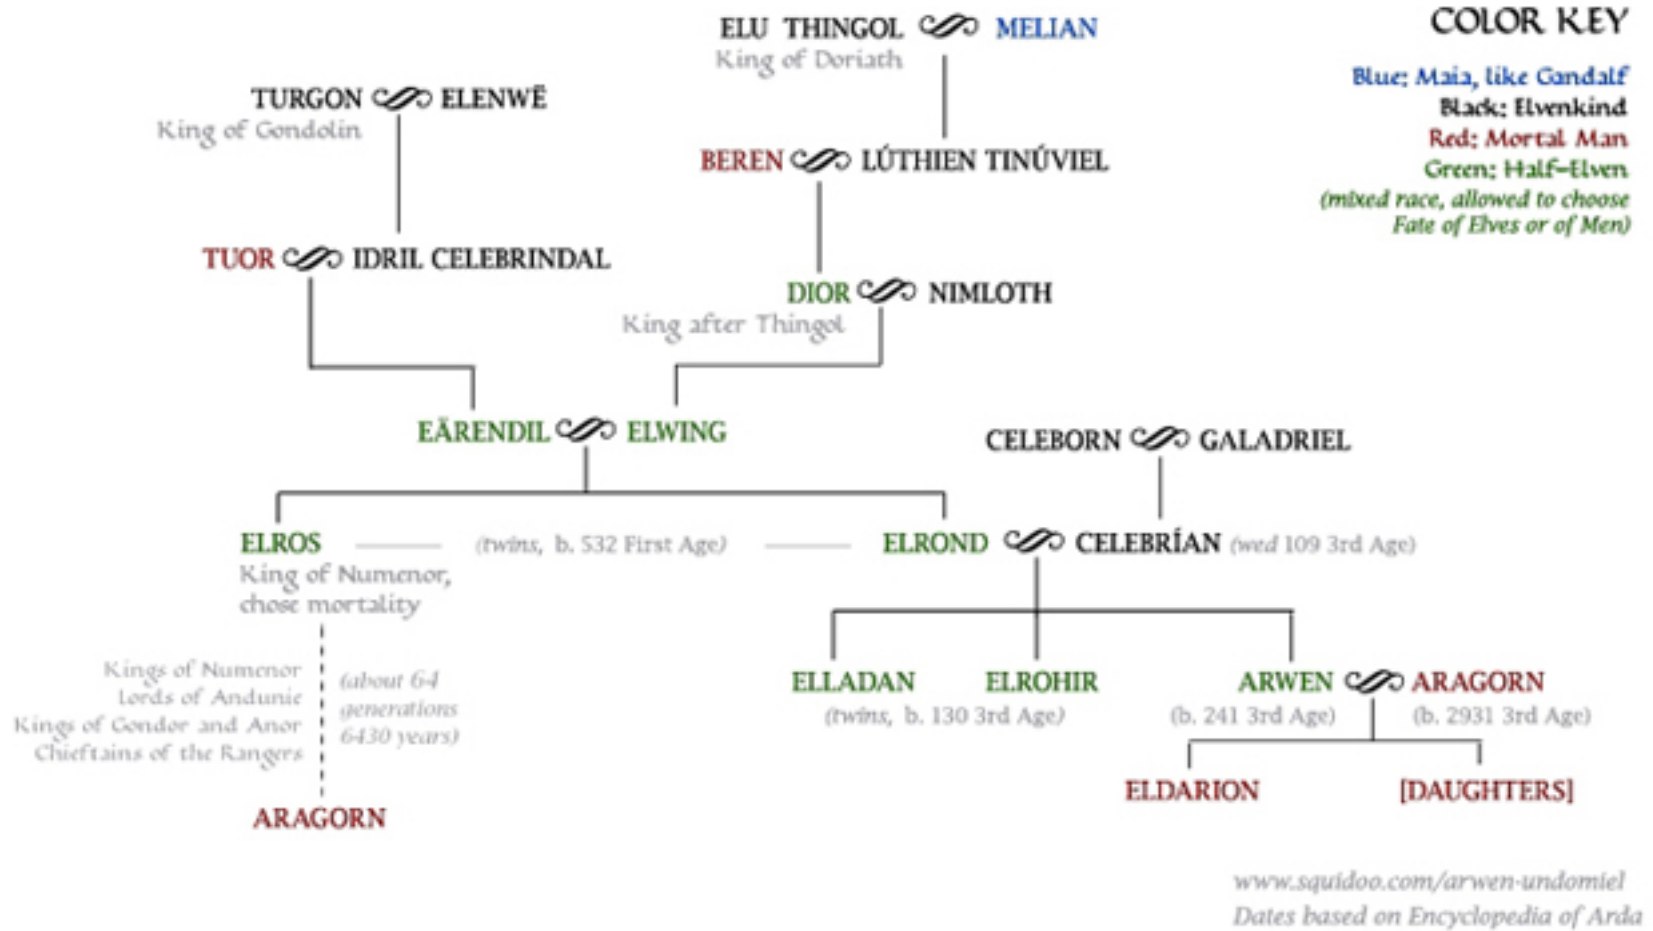 ELU THINGOL MELIAN
King of Doriath
COLOR KEY
Blue: Maia, like Gandalf
Black: Elvenkind
Red: Mortal Man
Green: Half-Elven
(mixed race, allowed to choose
Fate of Elves or of Men)
TURGON ELENWË
King of Gondolin
BEREN LÚTHIEN TINÚVIEL
TUOR IDRIL CELEBRINDAL
DIOR NIMLOTH
King after Thingol
EÄRENDIL ELWING
CELEBORN GALADRIEL
ELROS (twins, b. 532 First Age) ELROND CELEBRÍAN (wed 109 3rd Age)
King of Numenor,
chose mortality
Kings of Numenor
Lords of Andunie
Kings of Gondor and Anor
Chieftains of the Rangers
(about 64
generations
6430 years)
ARAGORN
ELLADAN ELROHIR ARWEN ARAGORN
(twins, b. 130 3rd Age) (b. 241 3rd Age) (b. 2931 3rd Age)
ELDARION [DAUGHTERS]
www.squidoo.com/arwen-undomiel
Dates based on Encyclopedia of Arda